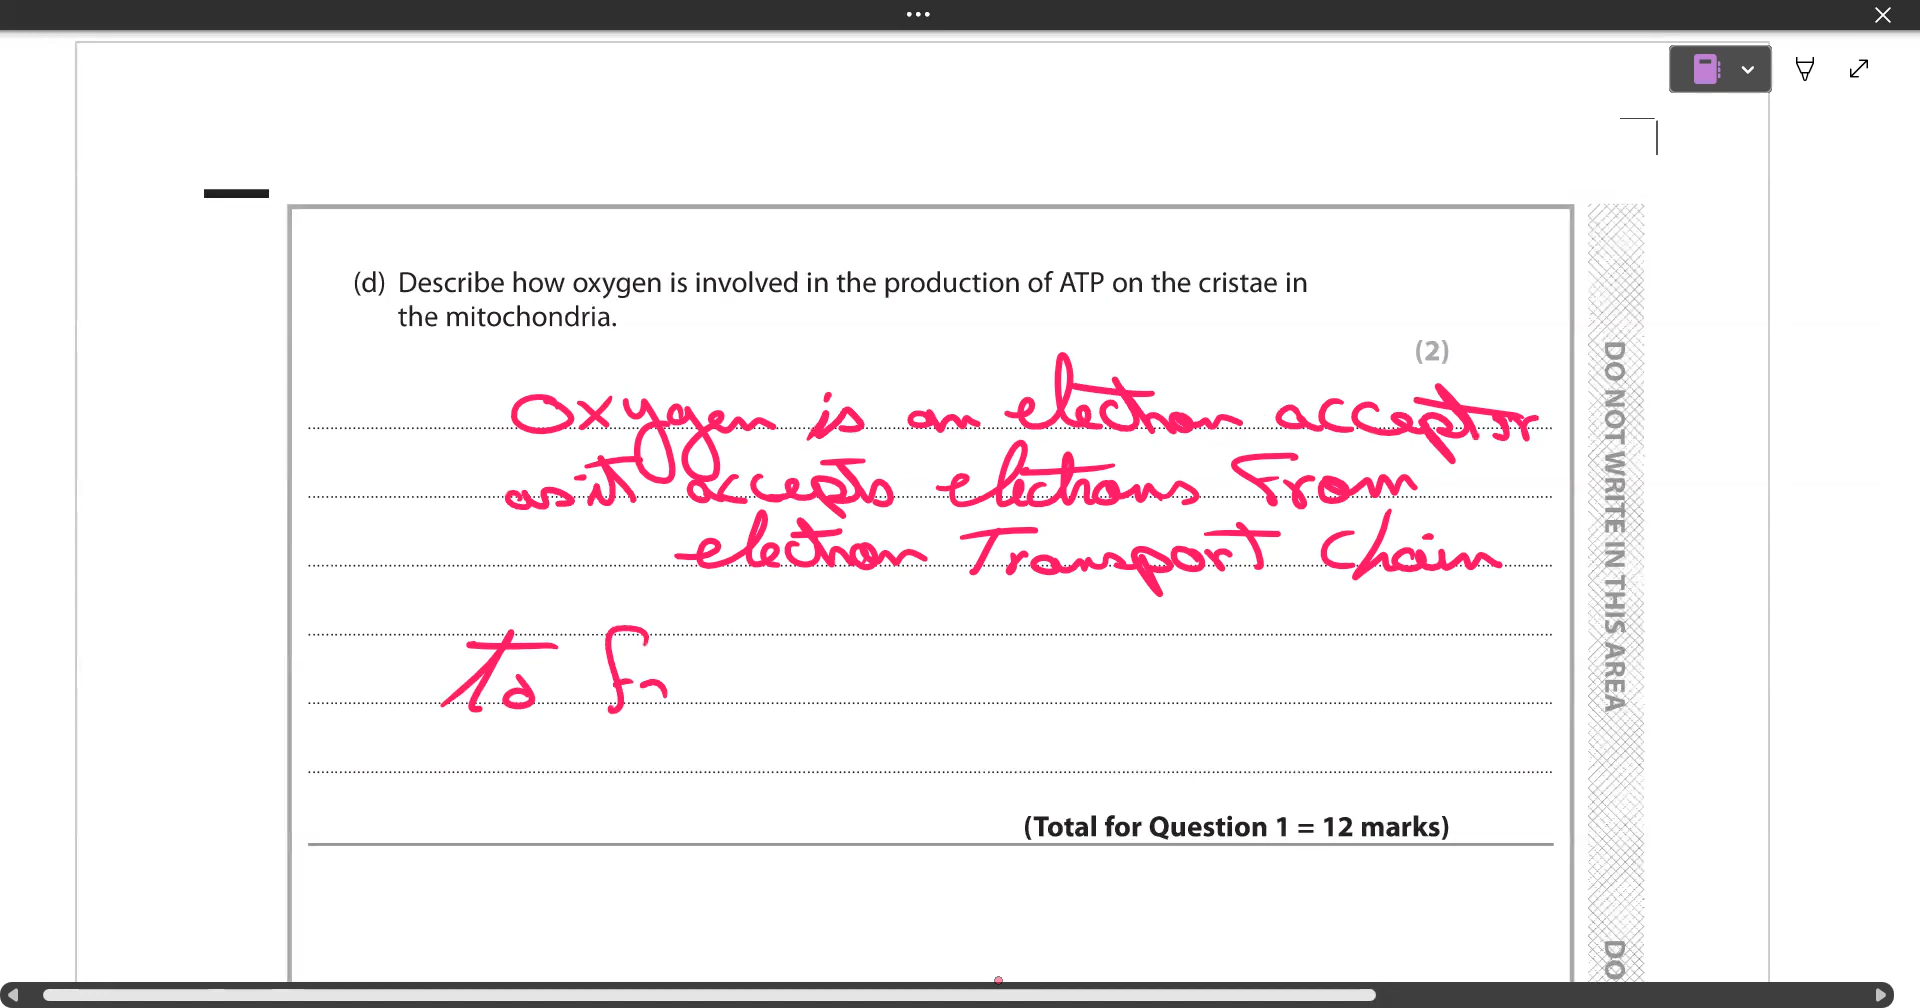 (d) Describe how oxygen is involved in the production of ATP on the cristae in
the mitochondria.
(2)
Oxygen is an electron acceptor
as it accepts electrons From
electron Transport Chain
To
(Total for Question 1 = 12 marks)
DO NOT WRITE IN THIS AREA
DO